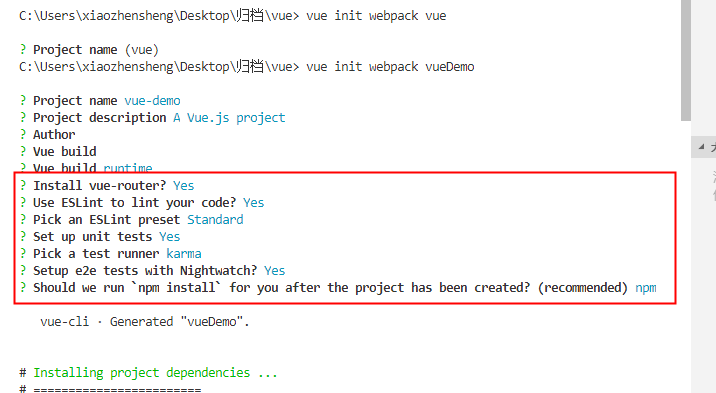 C:\Users\xiaozhensheng\Desktop\归档\vue> vue init webpack vue
? Project name (vue)
C:\Users\xiaozhensheng\Desktop\归档\vue> vue init webpack vueDemo
? Project name vue-demo
? Project description A Vue.js project
? Author
? Vue build
? Vue build runtime
? Install vue-router? Yes
? Use ESLint to lint your code? Yes
? Pick an ESLint preset Standard
? Set up unit tests Yes
? Pick a test runner karma
? Setup e2e tests with Nightwatch? Yes
? Should we run `npm install` for you after the project has been created? (recommended) npm
vue-cli · Generated "vueDemo".
# Installing project dependencies ...
# ========================